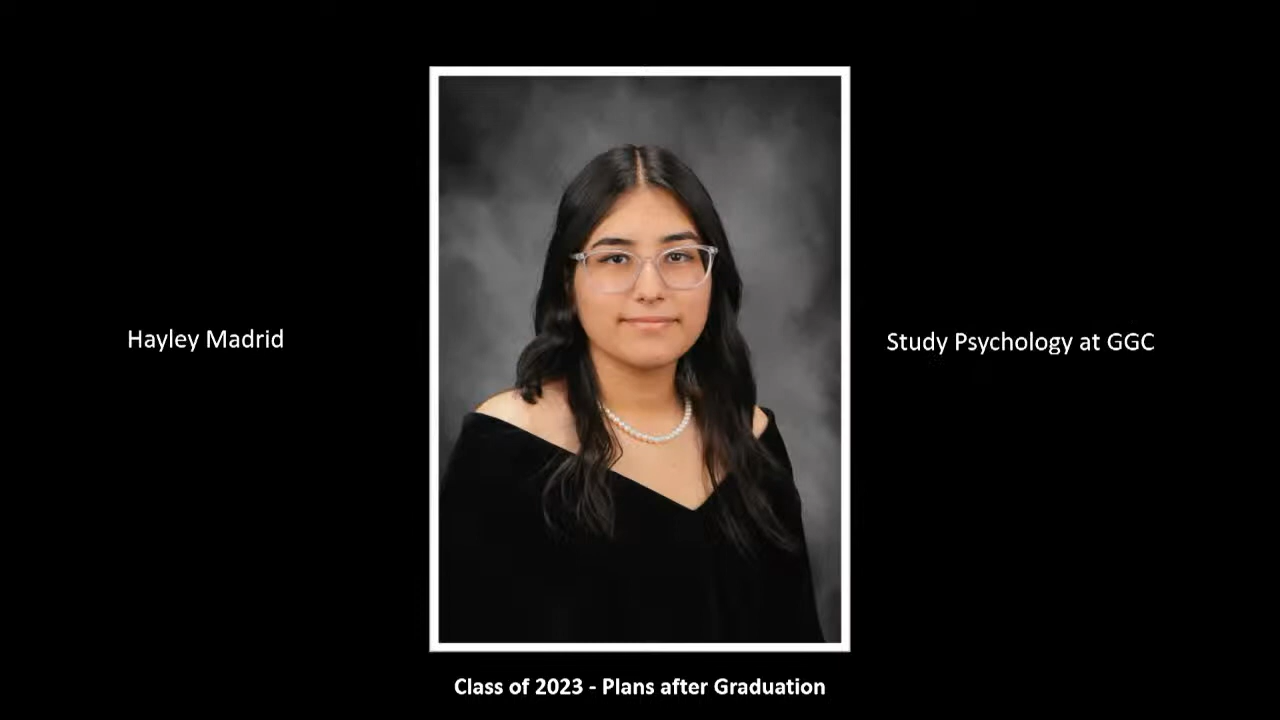 Hayley Madrid
Study Psychology at GGC
Class of 2023 - Plans after Graduation